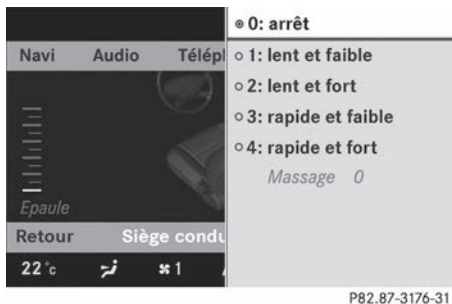 0: arrêt
Navi Audio Télépl
1: lent et faible
2: lent et fort
3: rapide et faible
4: rapide et fort
Massage 0
Epaule
Retour Siège condu
22 °c 1
P82.87-3176-31